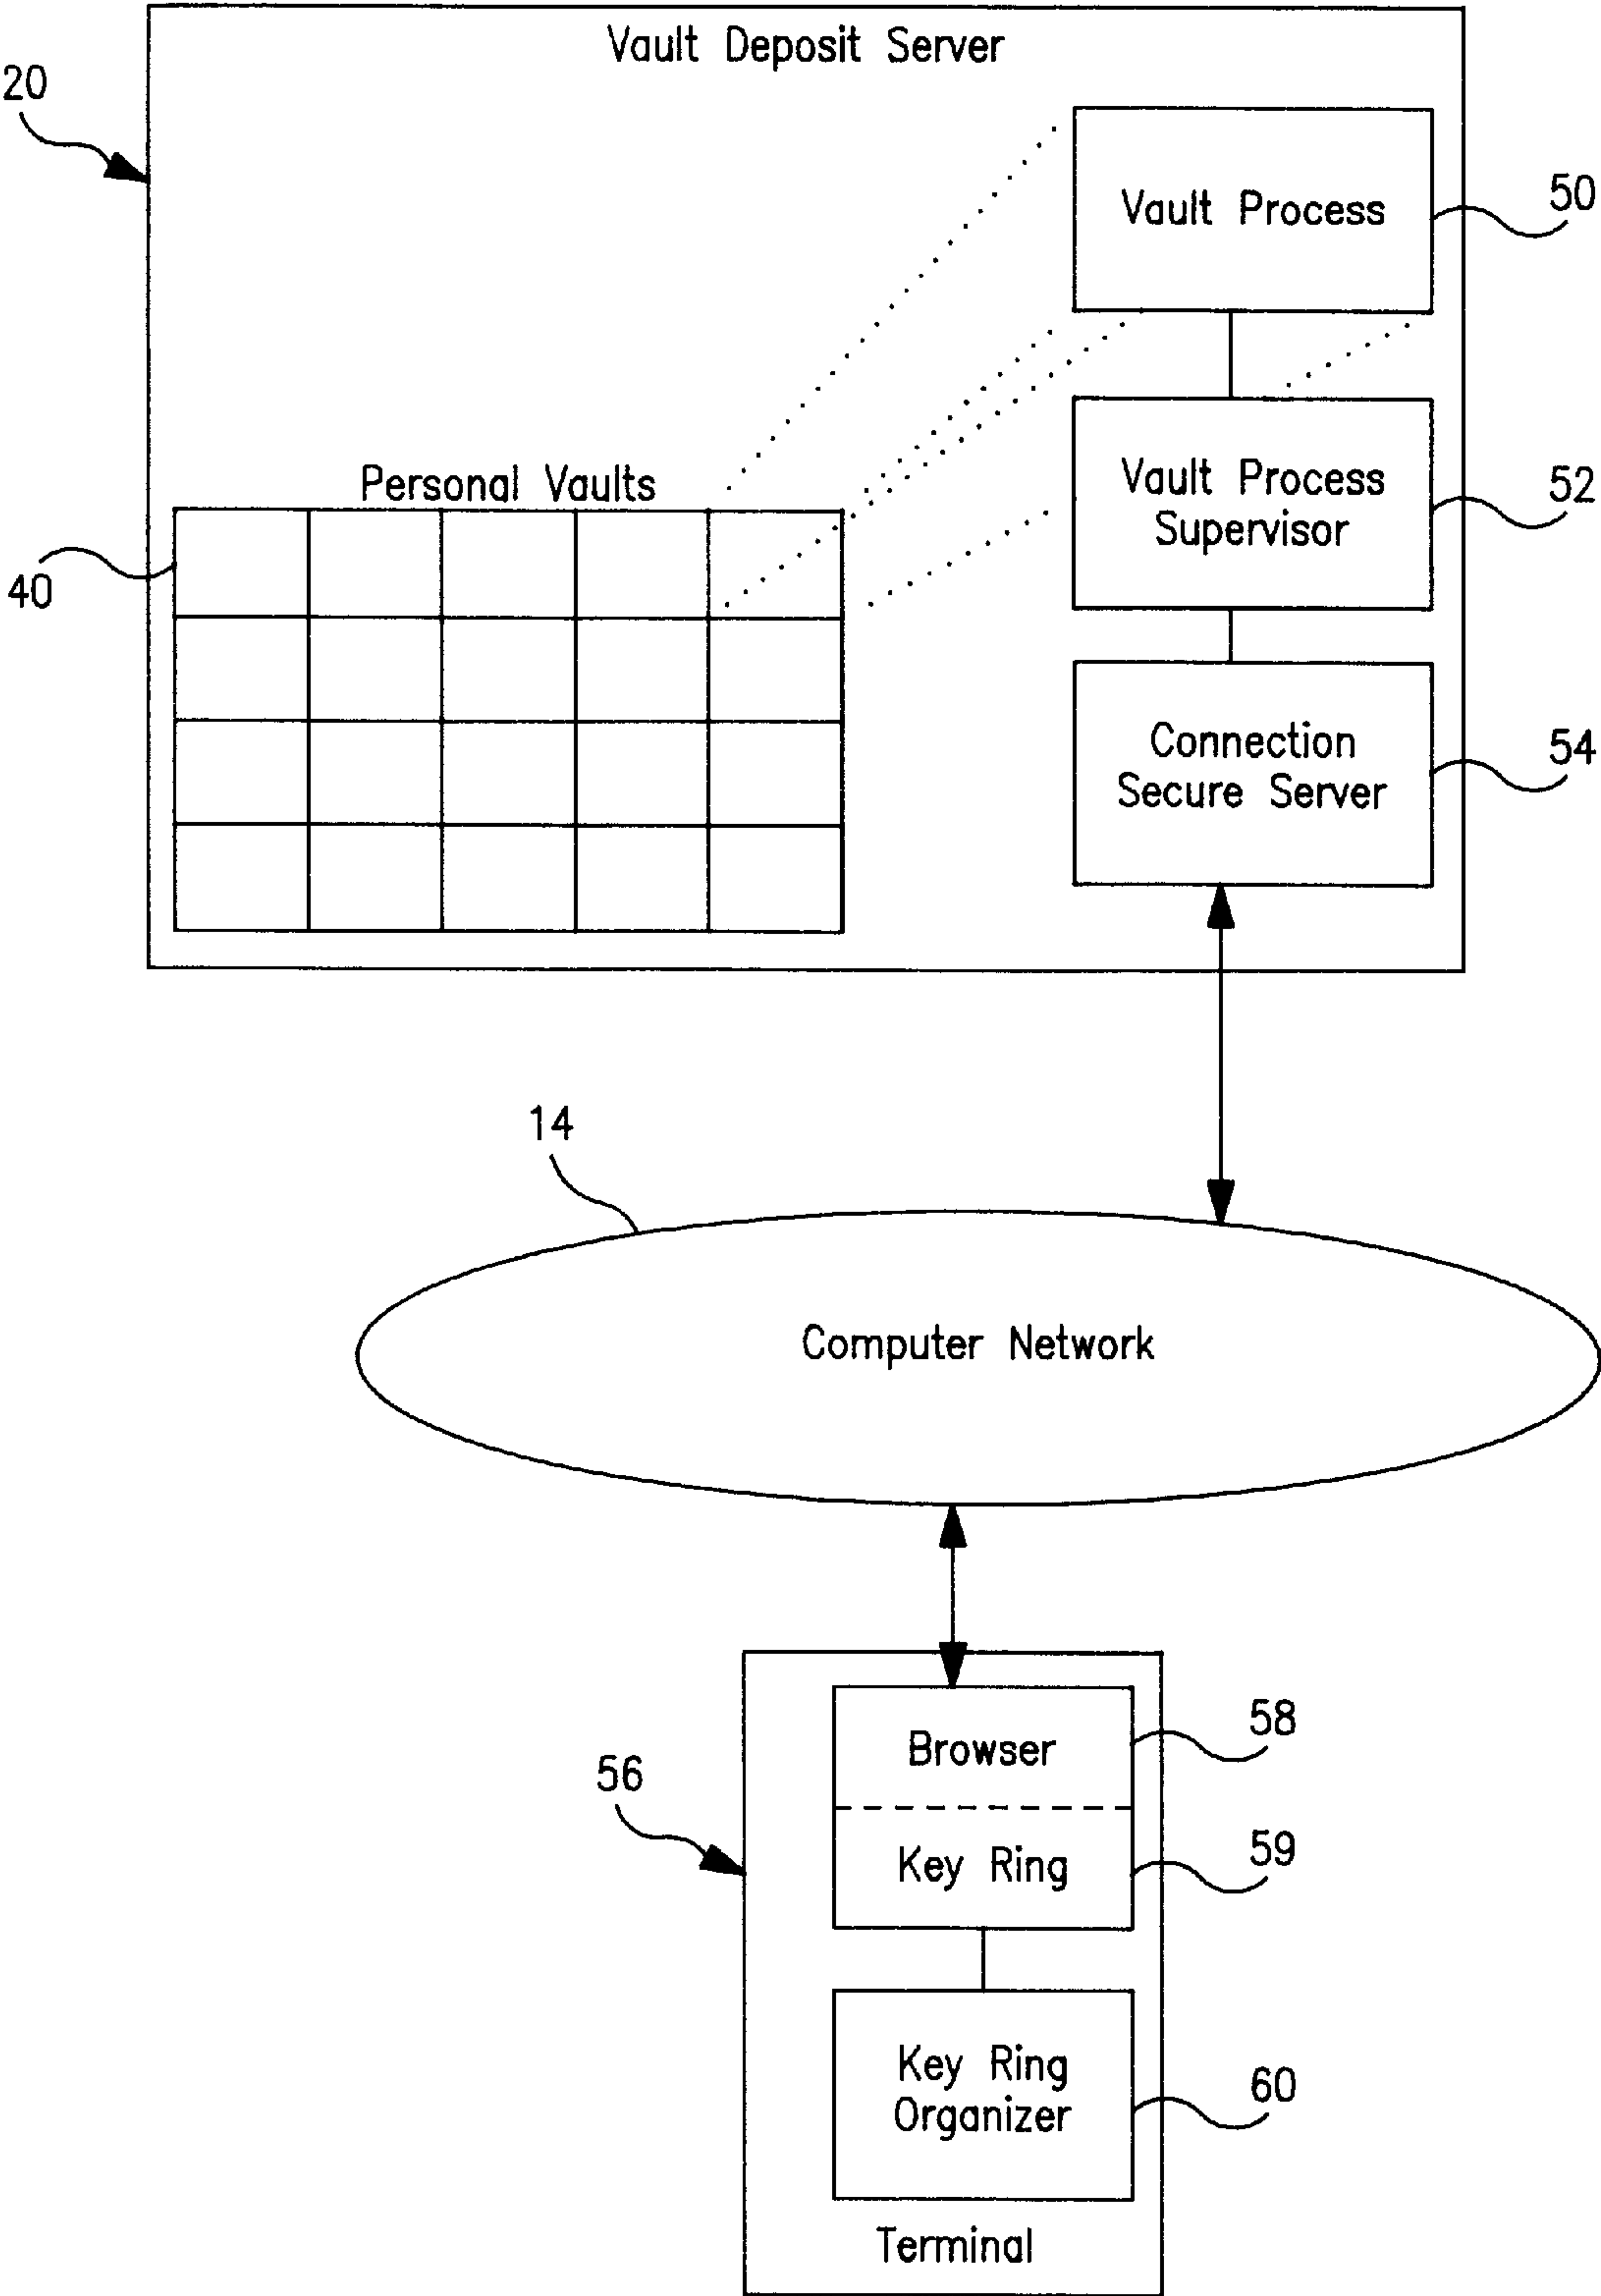 Vault Deposit Server
20
Vault Process
50
Personal Vaults
Vault Process
Supervisor
52
40
Connection
Secure Server
54
14
Computer Network
Browser
58
56
Key Ring
59
Key Ring
Organizer
60
Terminal